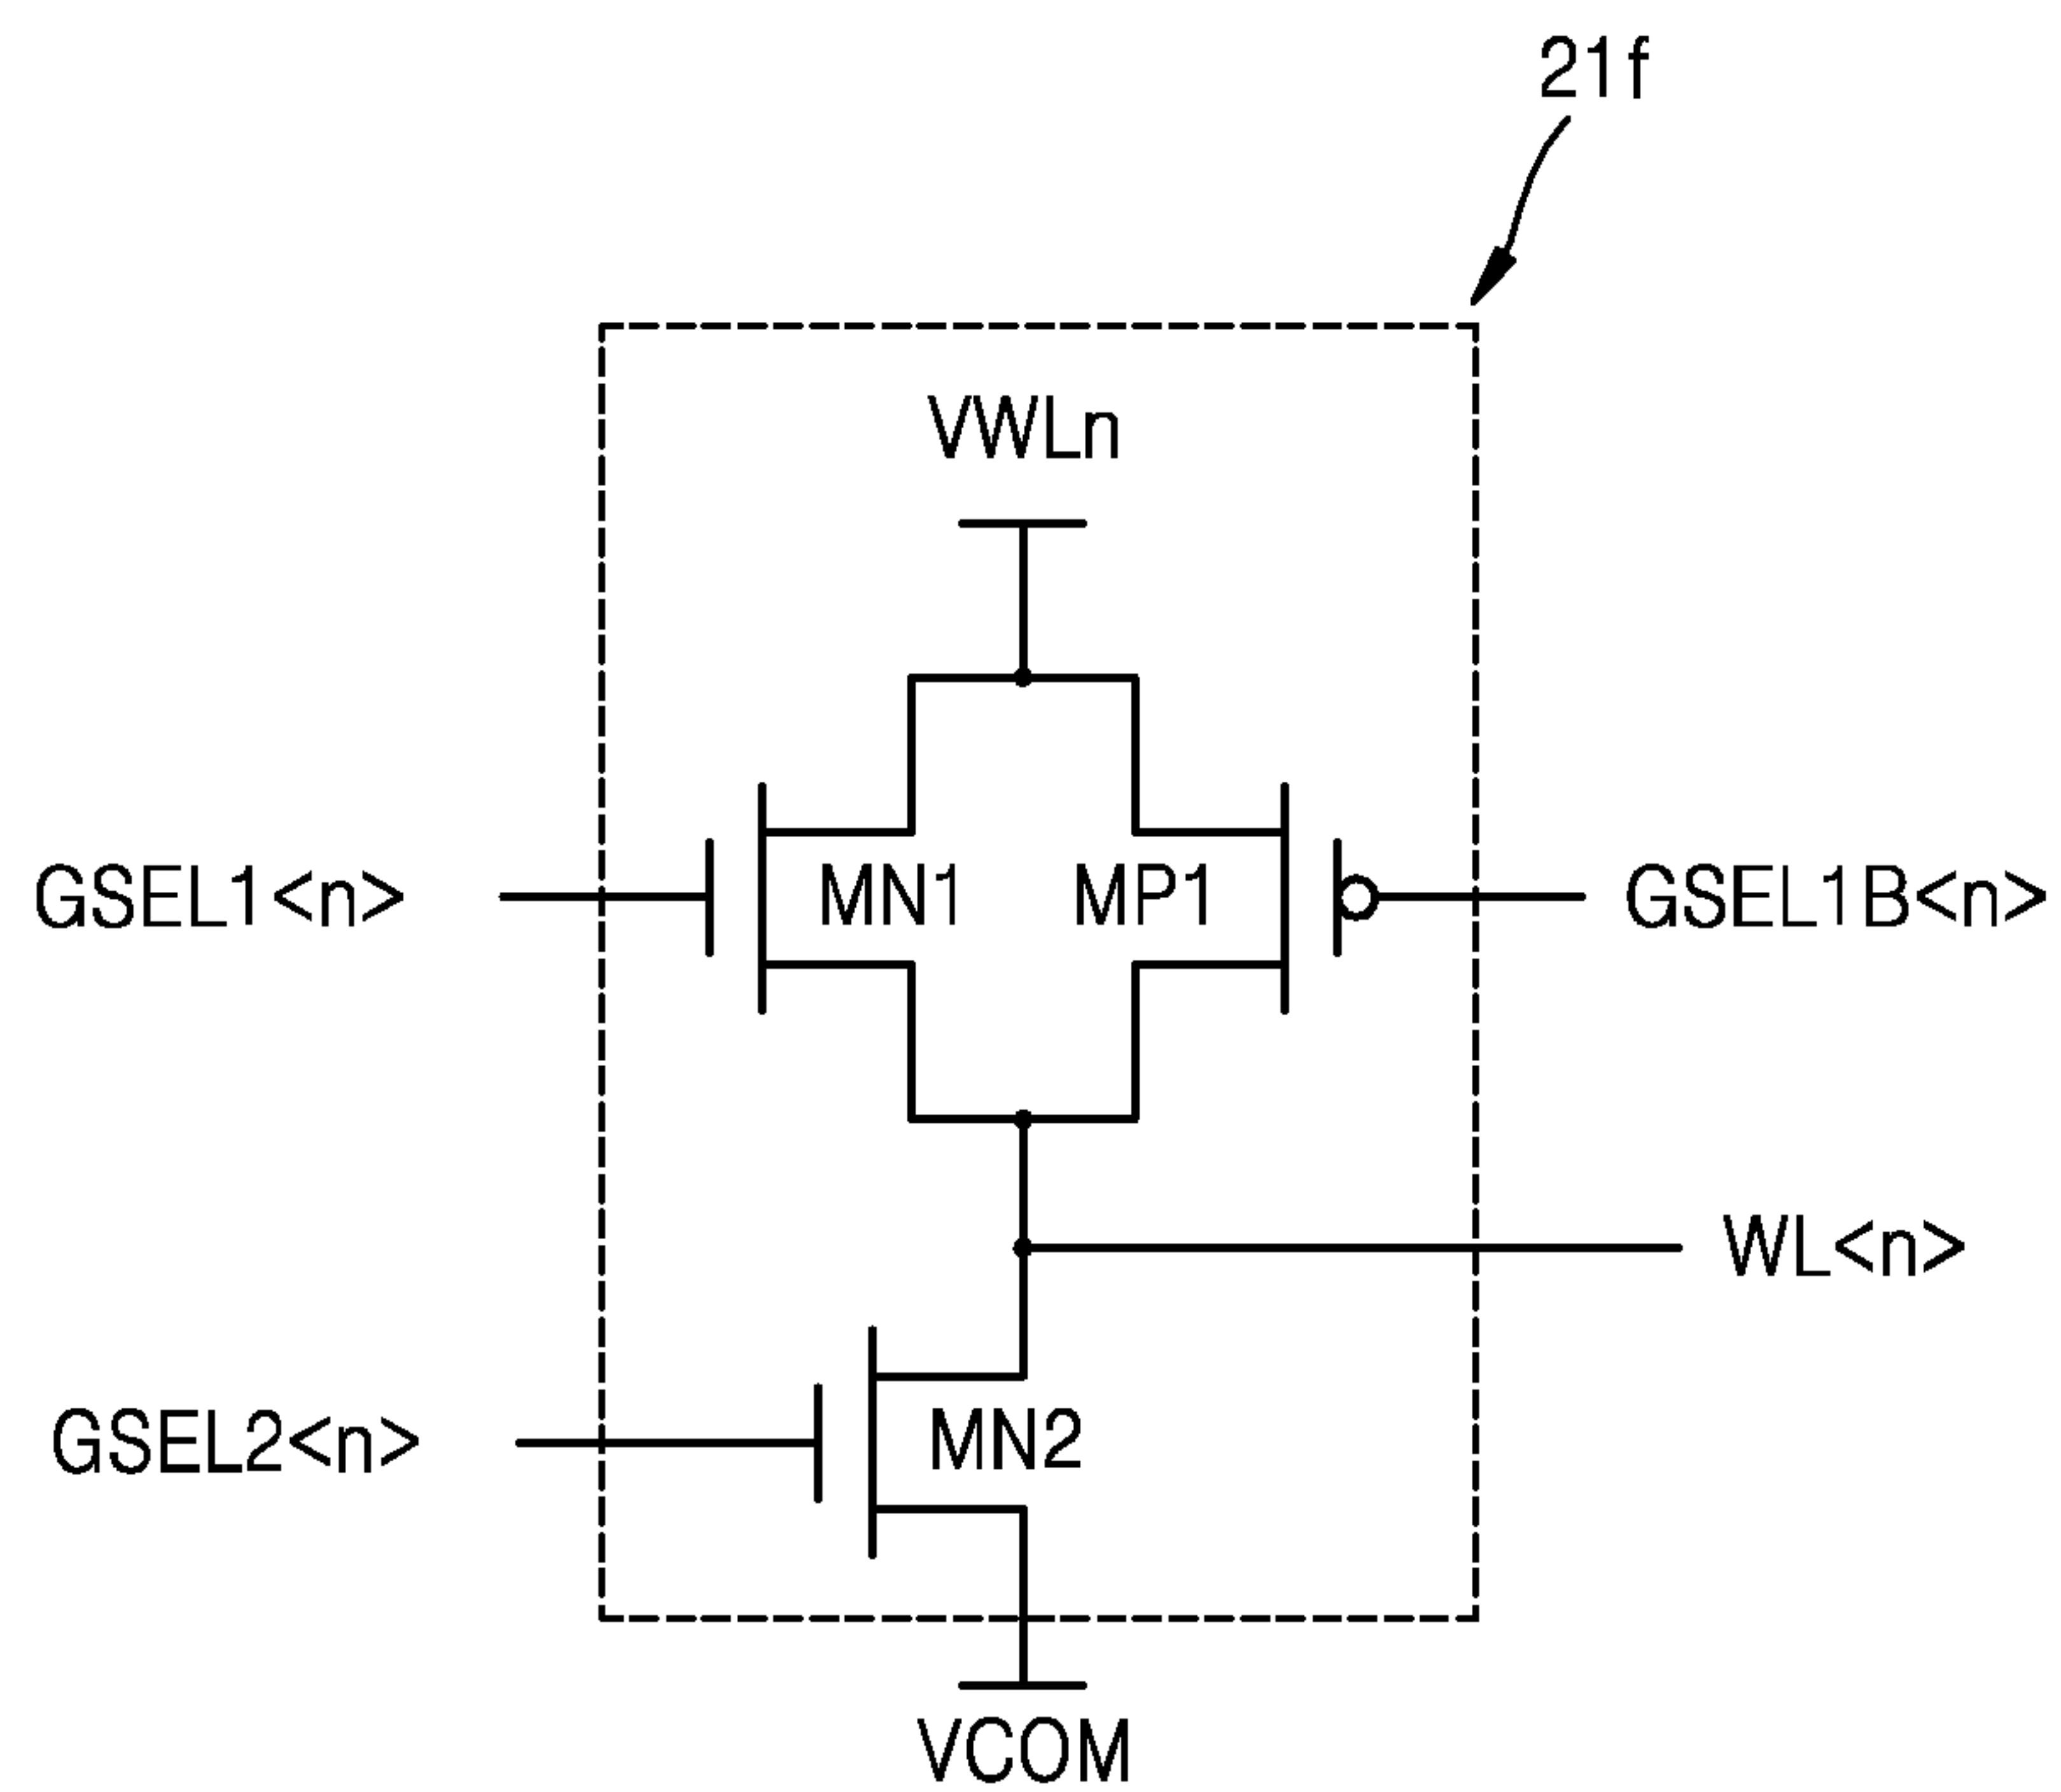 21f
VWLn
GSEL1<n>
MN1
MP1
GSEL1B<n>
WL<n>
GSEL2<n>
MN2
VCOM